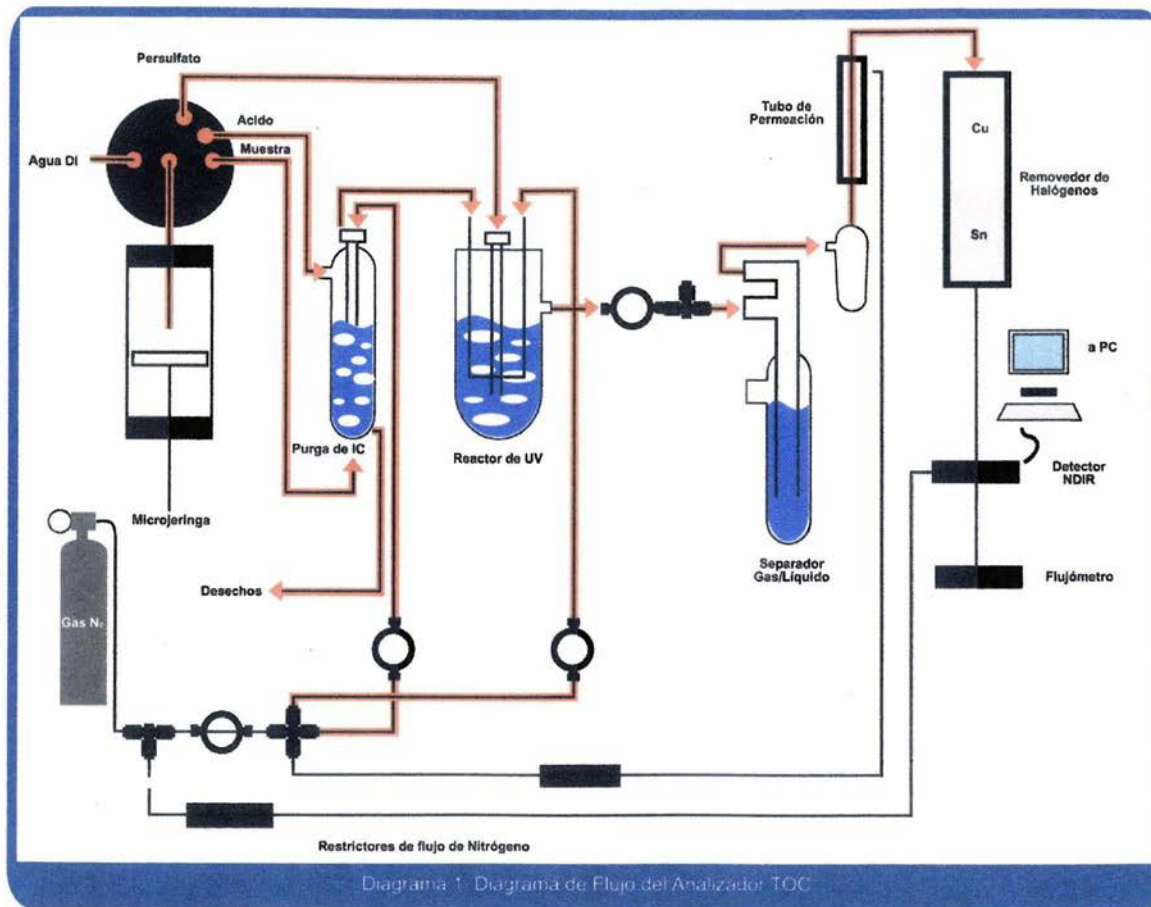 Persulfato
Acido
Muestra
Agua DI
Tubo de
Permeación
Cu
Removedor de
Halógenos
Sn
a PC
Purga de IC
Reactor de UV
Detector
NDIR
Microjeringa
Separador
Gas/Líquido
Flujómetro
Desechos
Gas N₂
Restrictores de flujo de Nitrógeno
Diagrama 1. Diagrama de Flujo del Analizador TOC